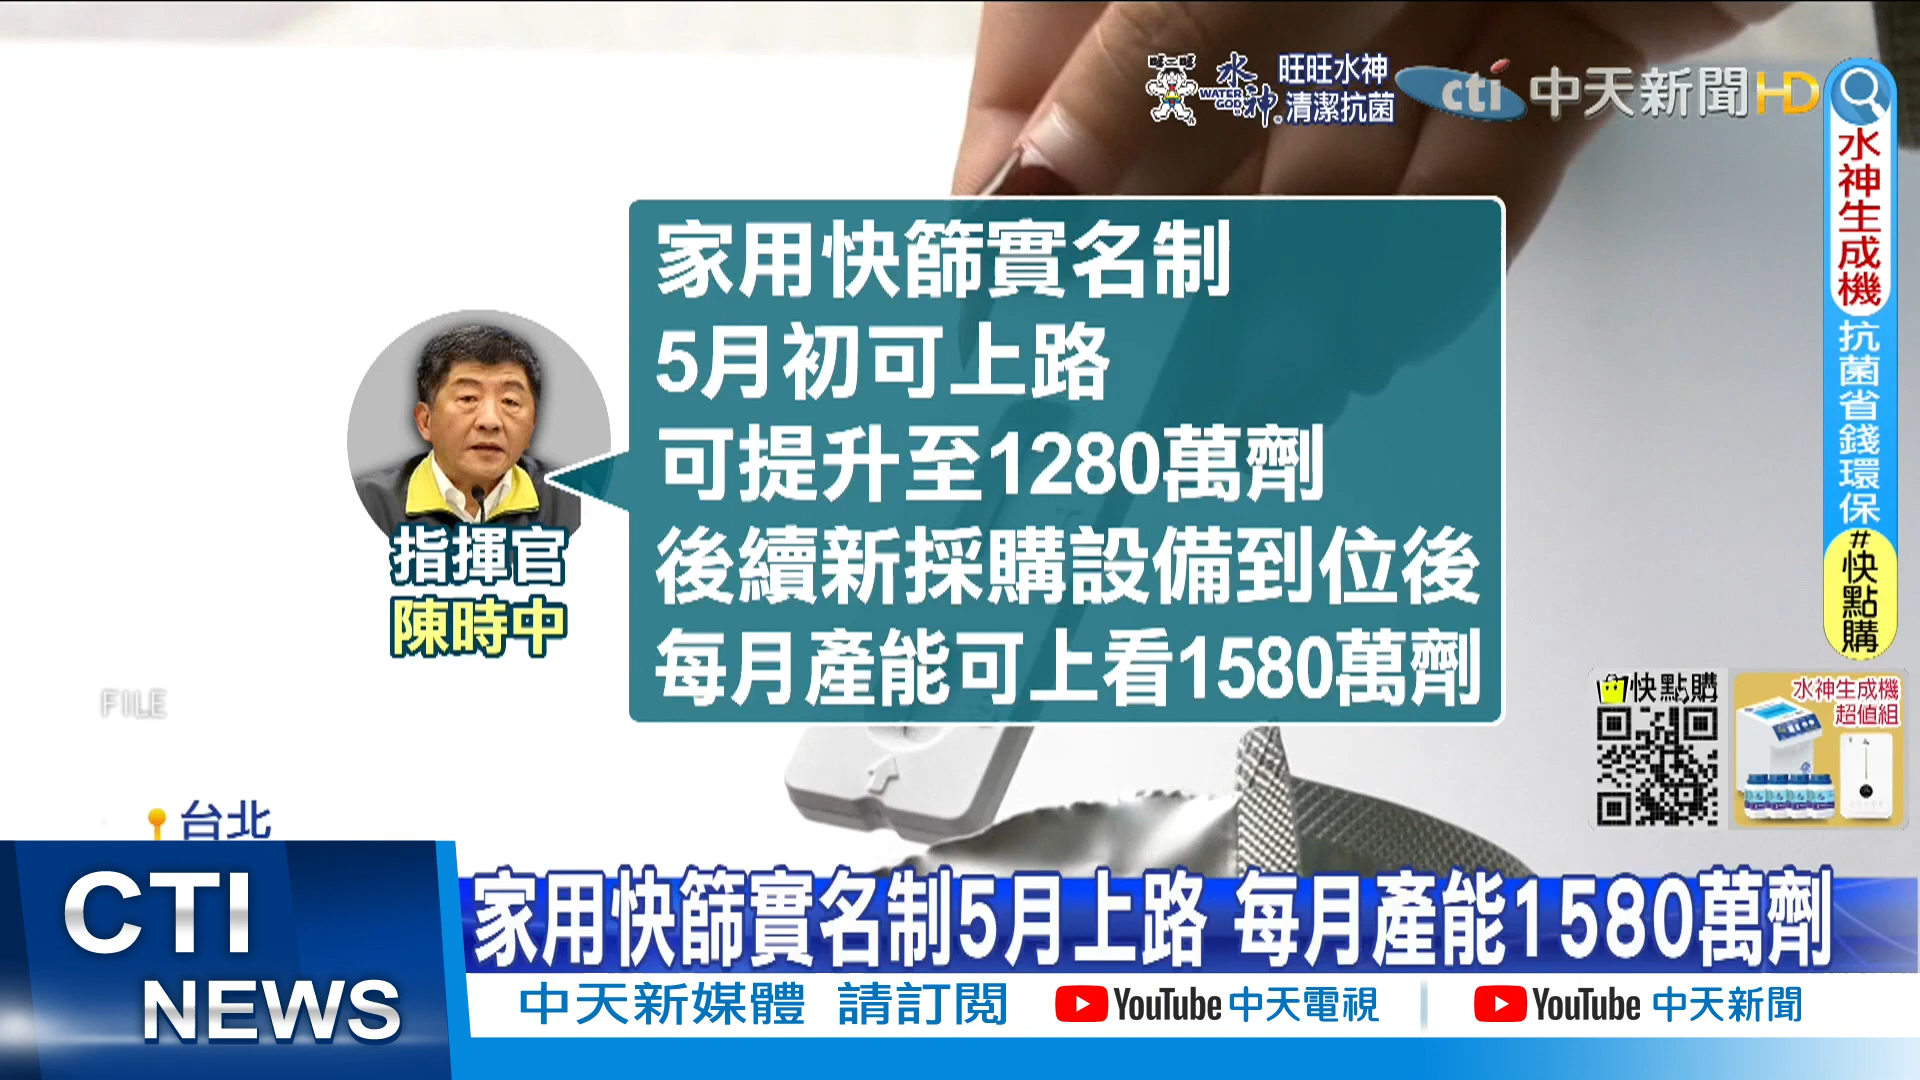 旺旺水神
清潔抗菌
水神
WATER GOD
cti 中天新聞HD
水神生成機
抗菌省錢環保
#快點購
家用快篩實名制
5月初可上路
可提升至1280萬劑
後續新採購設備到位後
每月產能可上看1580萬劑
指揮官
陳時中
FILE
快點購
水神生成機
超值組
台北
CTI
NEWS
家用快篩實名制5月上路 每月產能1580萬劑
中天新媒體 請訂閱 YouTube 中天電視 | YouTube 中天新聞